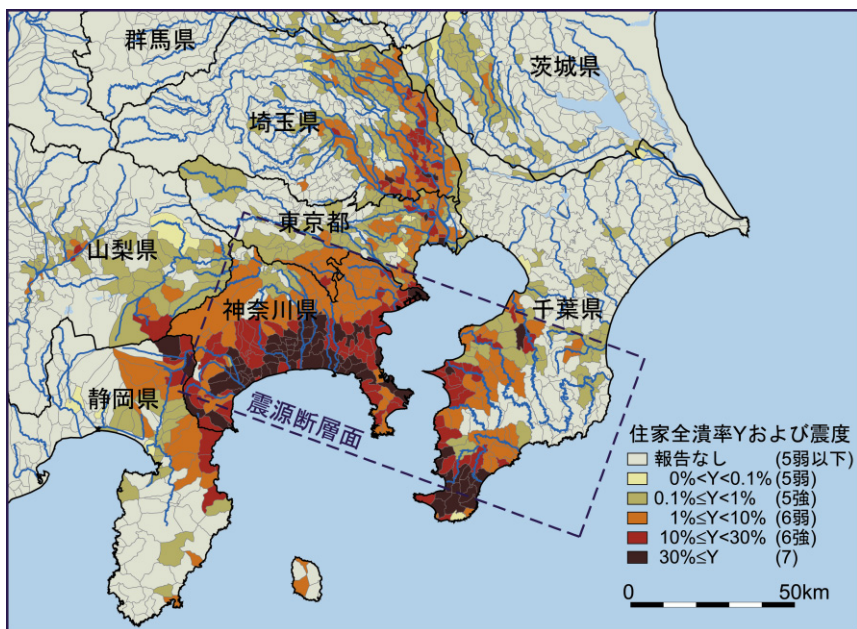 群馬県
茨城県
埼玉県
東京都
山梨県
神奈川県
千葉県
静岡県
震源断層面
住家全潰率Yおよび震度
報告なし (5弱以下)
0%<Y<0.1% (5弱)
0.1%≤Y<1% (5強)
1%≤Y<10% (6弱)
10%≤Y<30% (6強)
30%≤Y (7)
0 50km